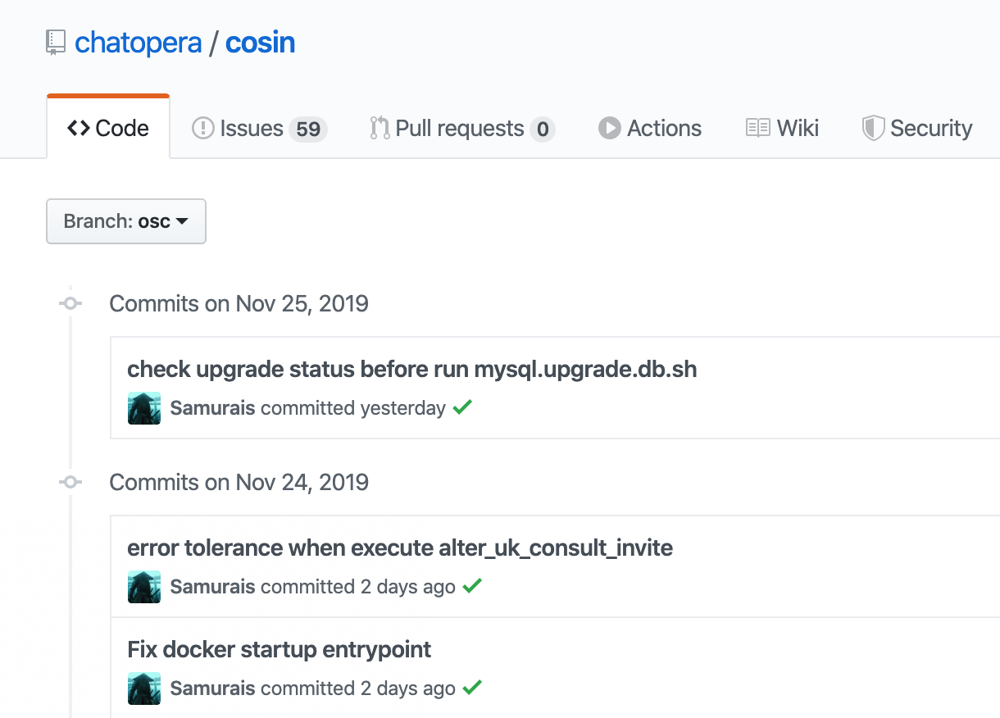 chatopera / cosin
Code Issues 59 Pull requests 0 Actions Wiki Security
Branch: osc
Commits on Nov 25, 2019
check upgrade status before run mysql.upgrade.db.sh
Samurais committed yesterday
Commits on Nov 24, 2019
error tolerance when execute alter_uk_consult_invite
Samurais committed 2 days ago
Fix docker startup entrypoint
Samurais committed 2 days ago